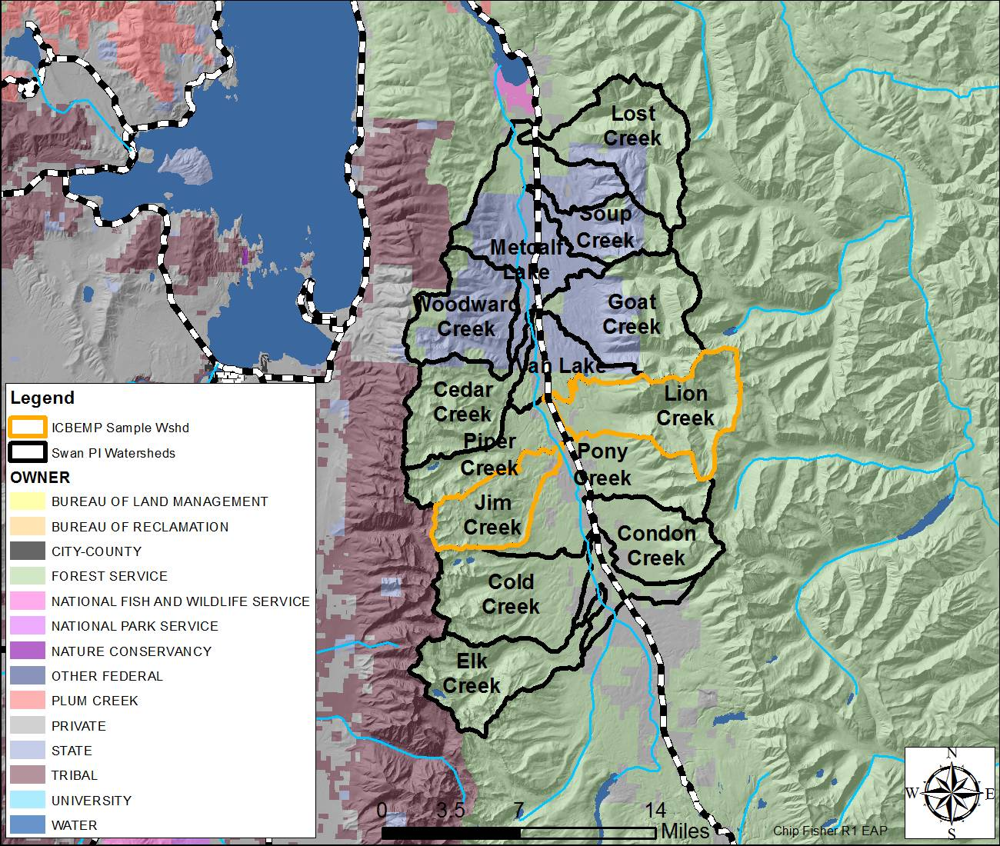 Lost
Creek
Soup
Creek
Metcalf
Lake
Woodward
Creek
Goat
Creek
Van Lake
Cedar
Creek
Lion
Creek
Piper
Creek
Pony
Creek
Jim
Creek
Condon
Creek
Cold
Creek
Elk
Creek
Legend
ICBEMP Sample Wshd
Swan PI Watersheds
OWNER
BUREAU OF LAND MANAGEMENT
BUREAU OF RECLAMATION
CITY-COUNTY
FOREST SERVICE
NATIONAL FISH AND WILDLIFE SERVICE
NATIONAL PARK SERVICE
NATURE CONSERVANCY
OTHER FEDERAL
PLUM CREEK
PRIVATE
STATE
TRIBAL
UNIVERSITY
WATER
0 3.5 7 14
Miles
Chip Fisher R1 EAP
N
W E
S